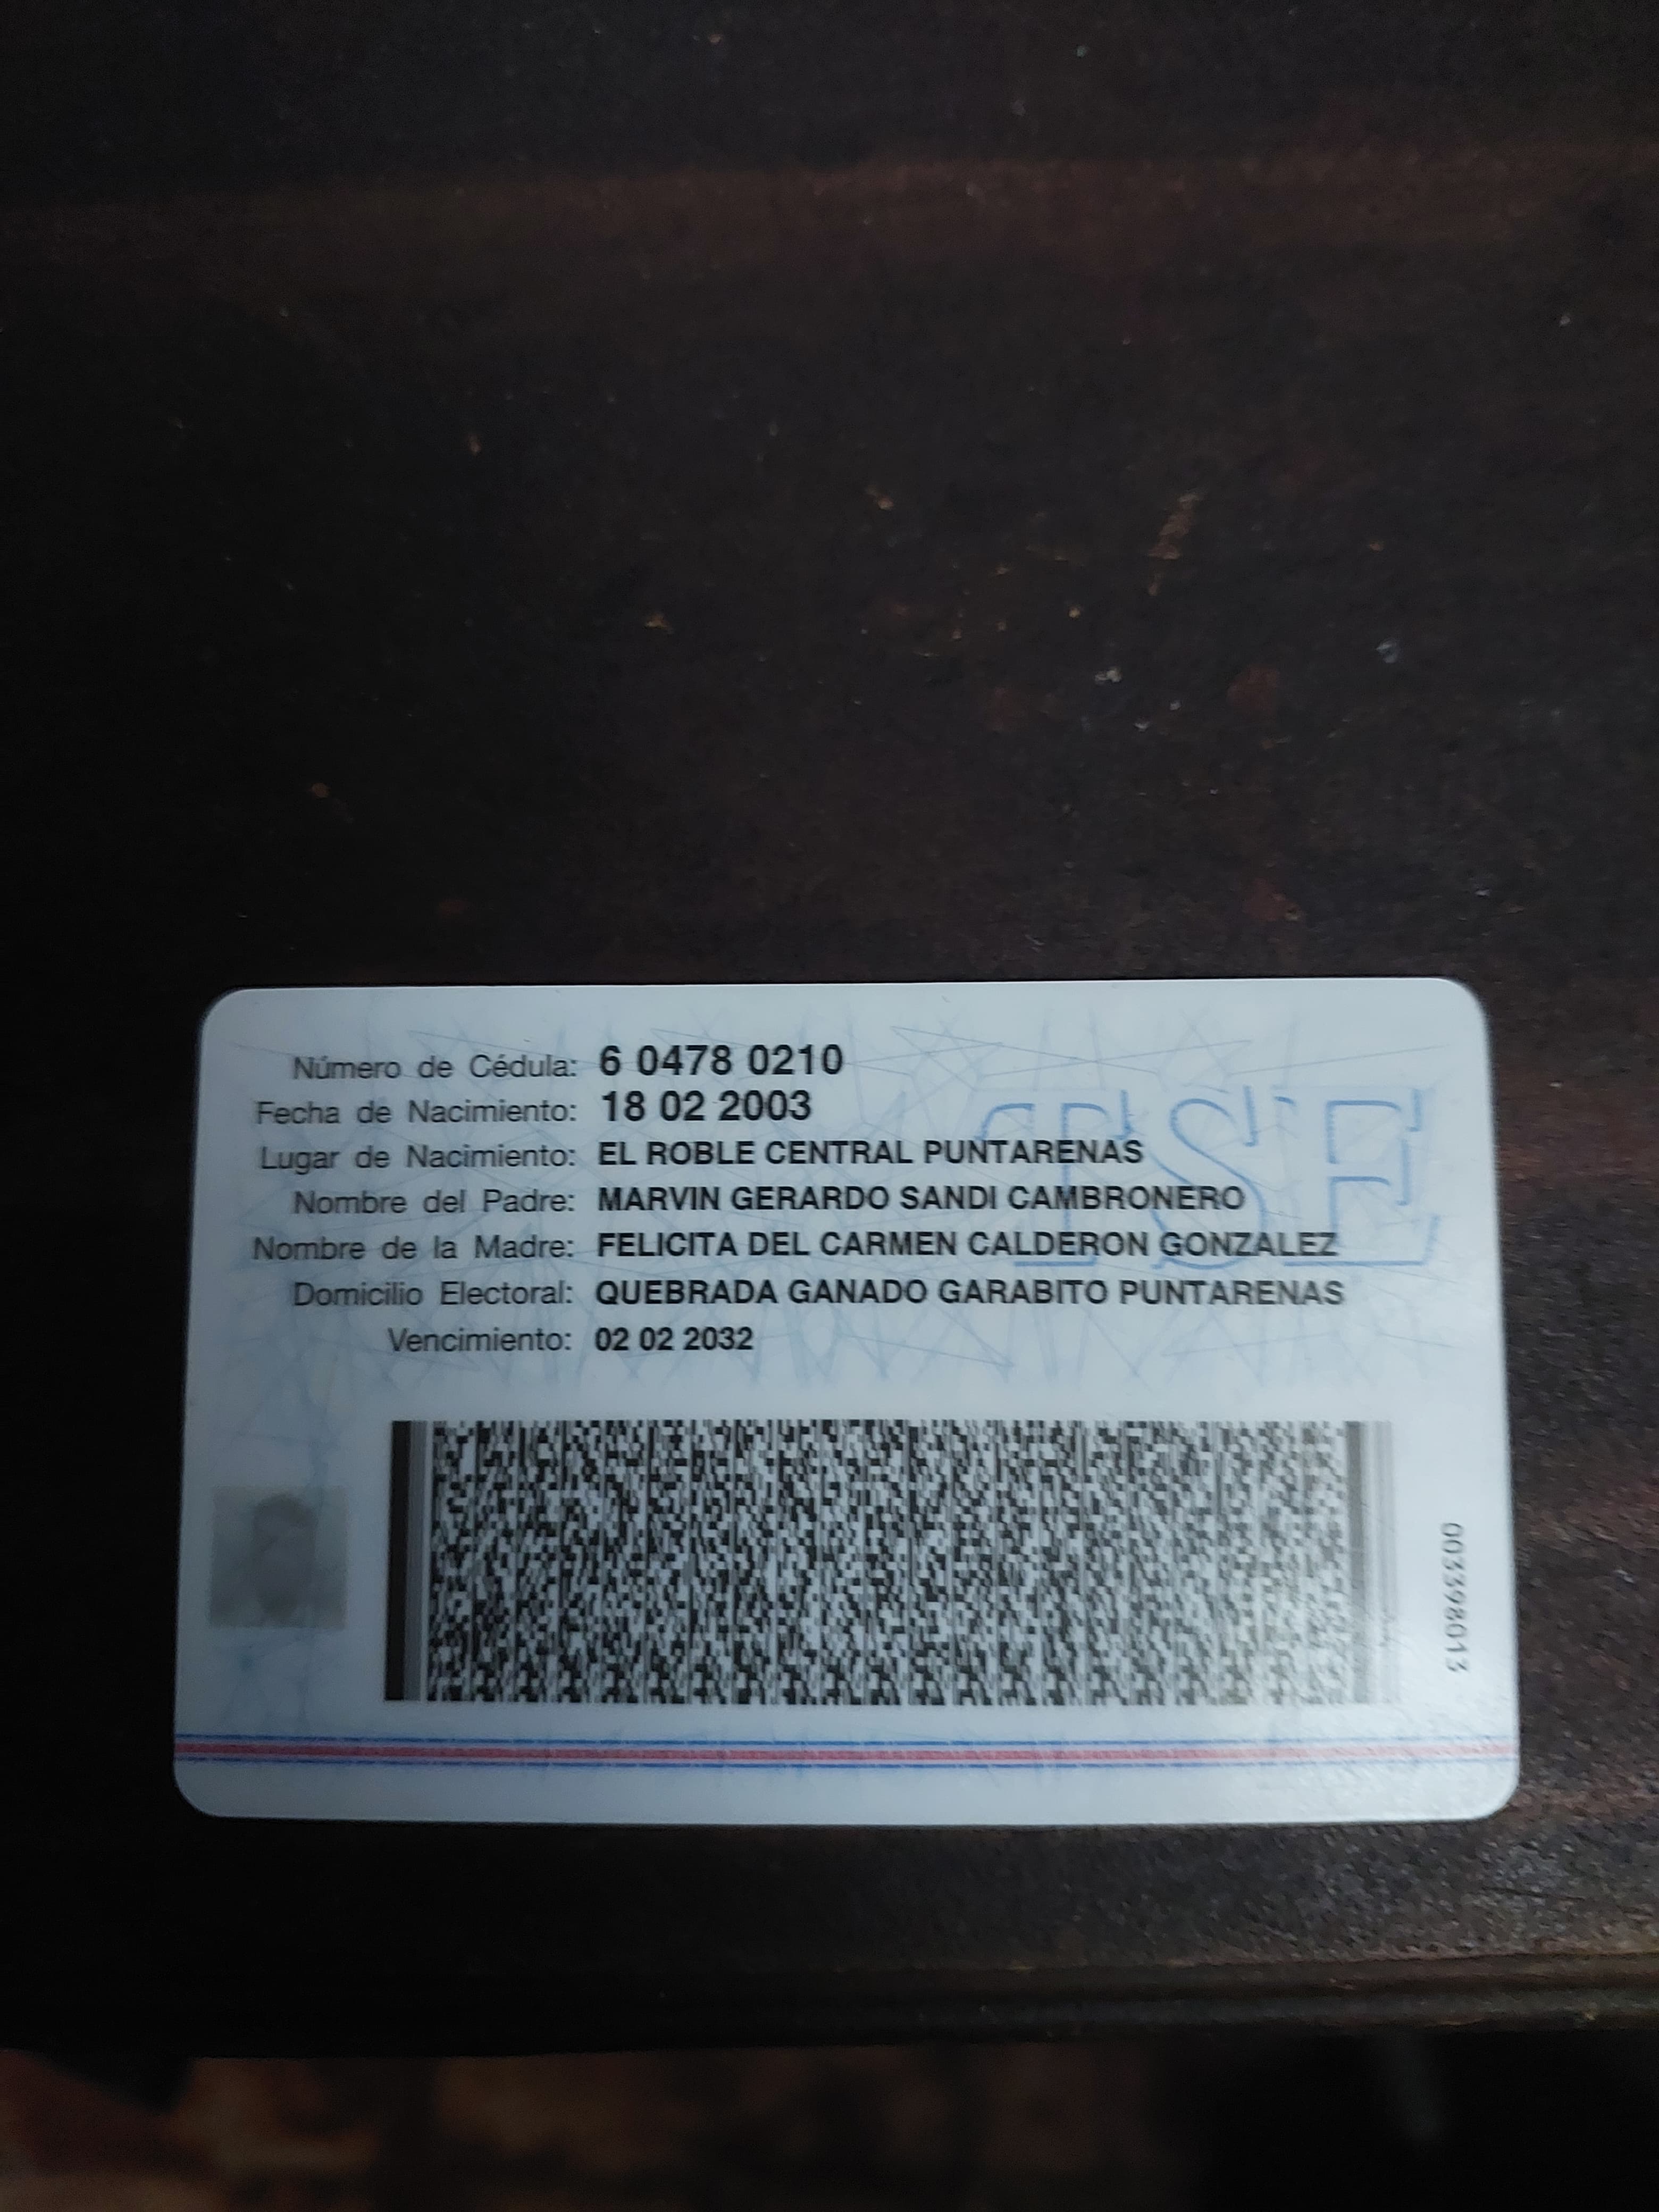 Número de Cédula: 6 0478 0210
Fecha de Nacimiento: 18 02 2003
Lugar de Nacimiento: EL ROBLE CENTRAL PUNTARENAS
Nombre del Padre: MARVIN GERARDO SANDI CAMBRONERO
Nombre de la Madre: FELICITA DEL CARMEN CALDERON GONZALEZ
Domicilio Electoral: QUEBRADA GANADO GARABITO PUNTARENAS
Vencimiento: 02 02 2032
TSE
003398013